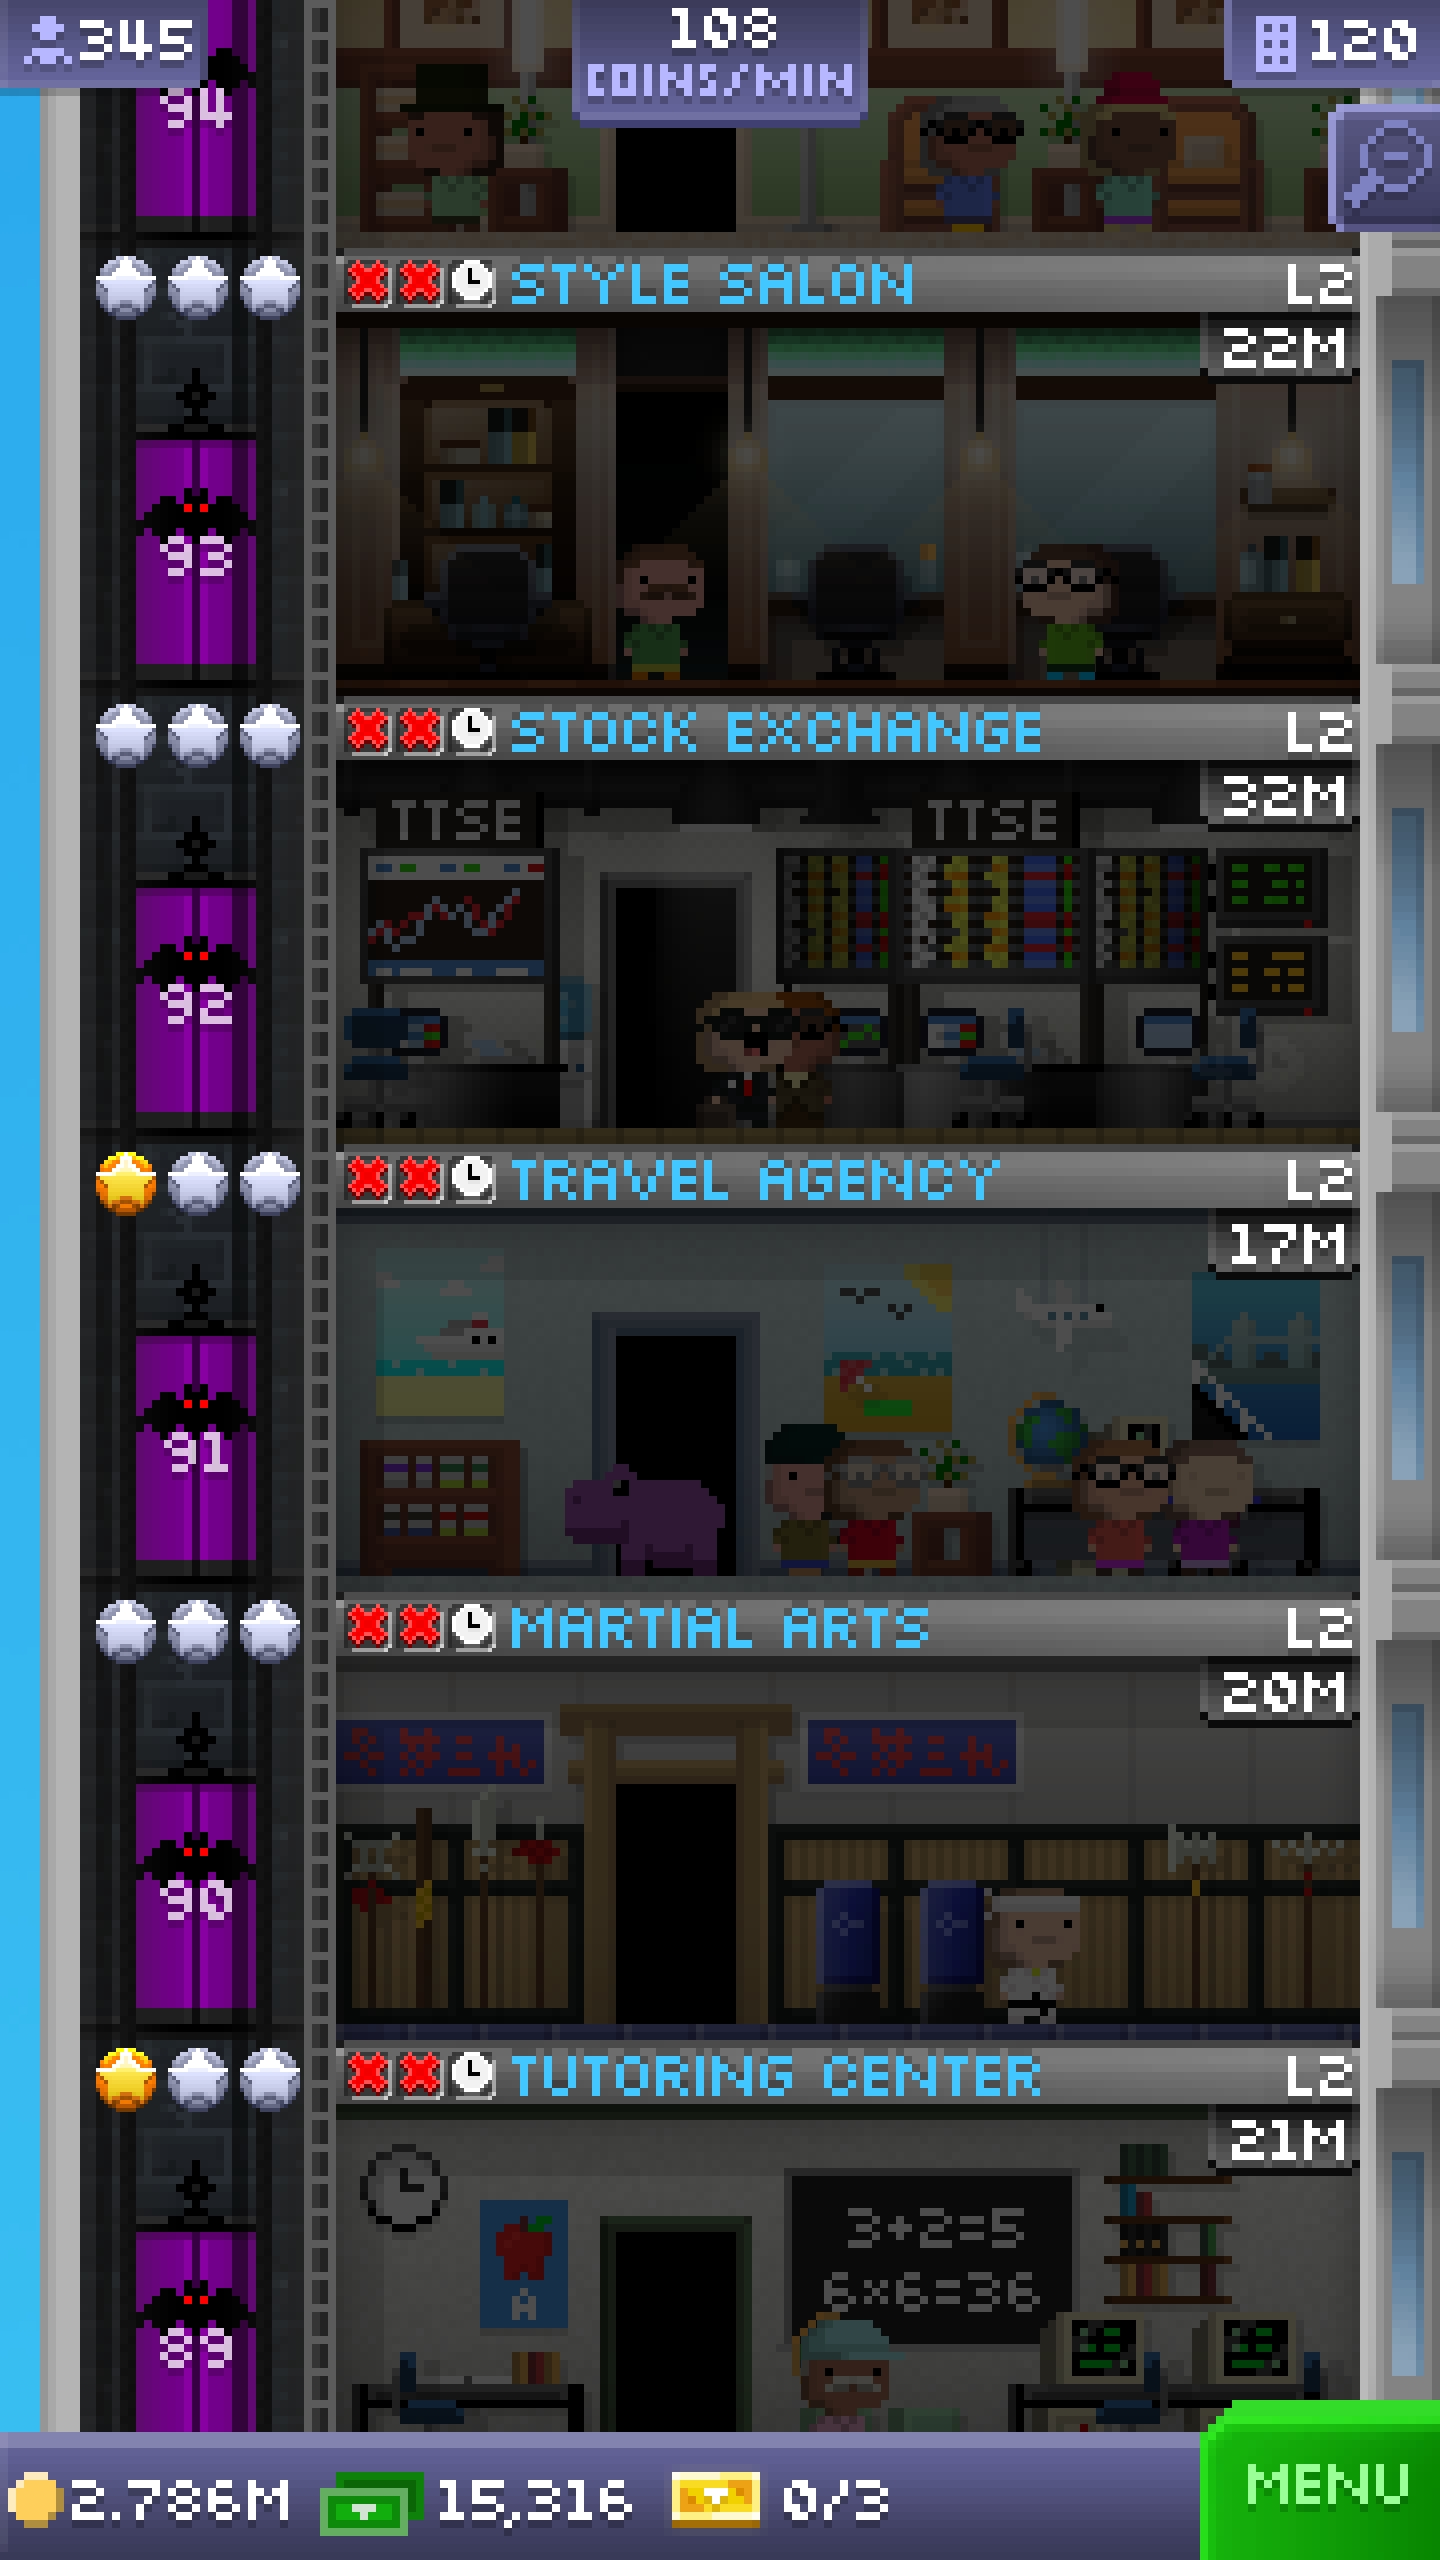 345
108
COINS/MIN
120
94
STYLE SALON
L2
22M
93
STOCK EXCHANGE
L2
32M
TTSE
TTSE
92
TRAVEL AGENCY
L2
17M
91
MARTIAL ARTS
L2
20M
90
TUTORING CENTER
L2
21M
3+2=5
6×6=36
A
89
2.786M
15,316
0/3
MENU